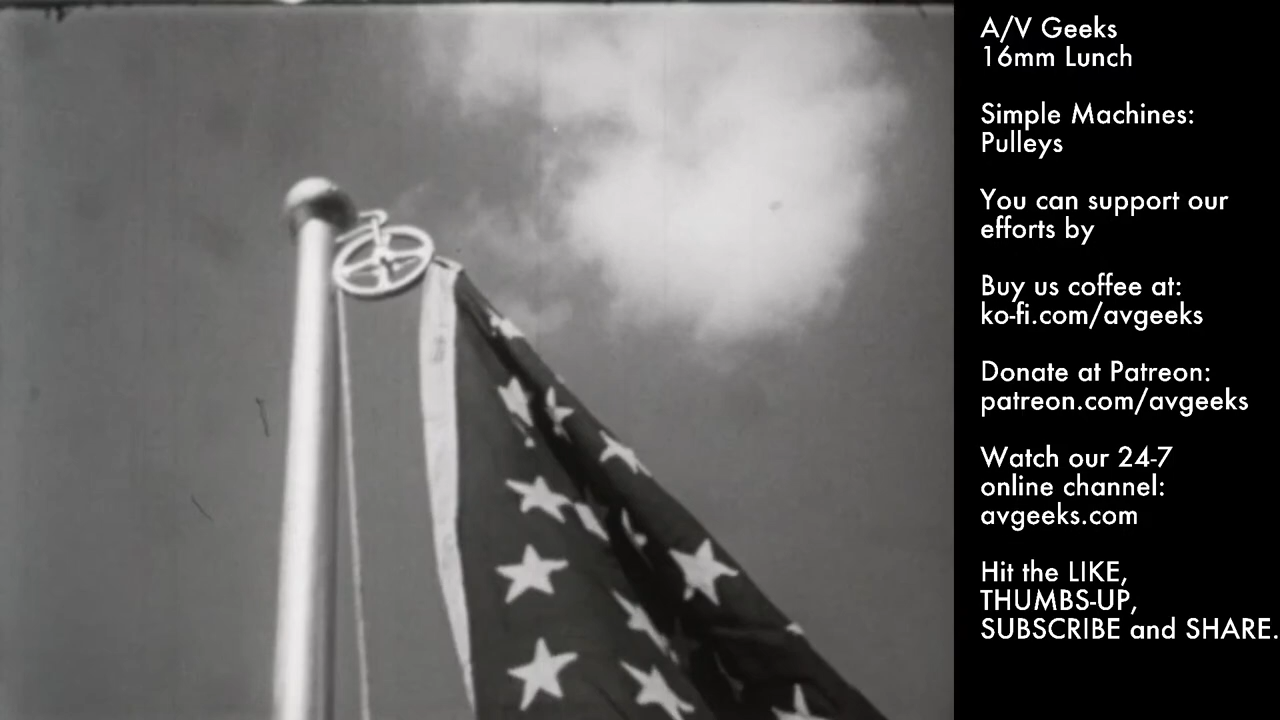 A/V Geeks
16mm Lunch
Simple Machines:
Pulleys
You can support our
efforts by
Buy us coffee at:
ko-fi.com/avgeeks
Donate at Patreon:
patreon.com/avgeeks
Watch our 24-7
online channel:
avgeeks.com
Hit the LIKE,
THUMBS-UP,
SUBSCRIBE and SHARE.